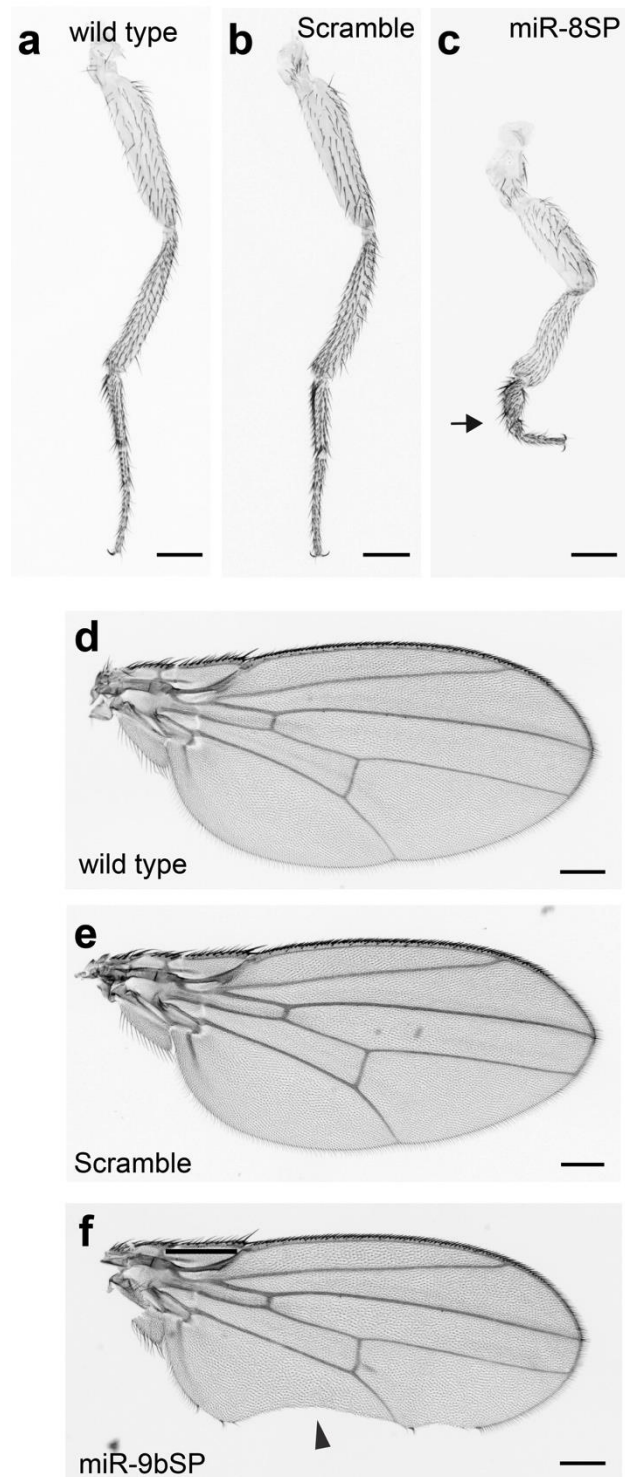 a wild type
b Scramble
c miR-8SP
d
wild type
e
Scramble
f
miR-9bSP